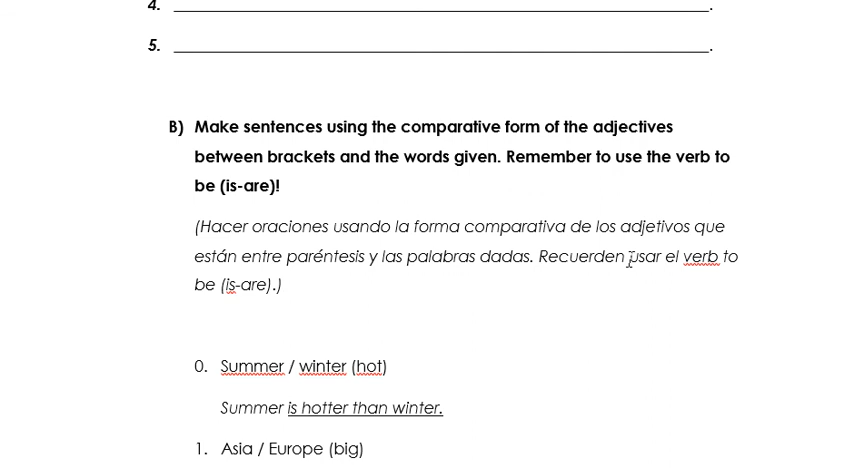 4. ______________________________.
5. ______________________________.
B) Make sentences using the comparative form of the adjectives
between brackets and the words given. Remember to use the verb to
be (is-are)!
(Hacer oraciones usando la forma comparativa de los adjetivos que
están entre paréntesis y las palabras dadas. Recuerden usar el verb to
be (is-are).)
0. Summer / winter (hot)
Summer is hotter than winter.
1. Asia / Europe (big)